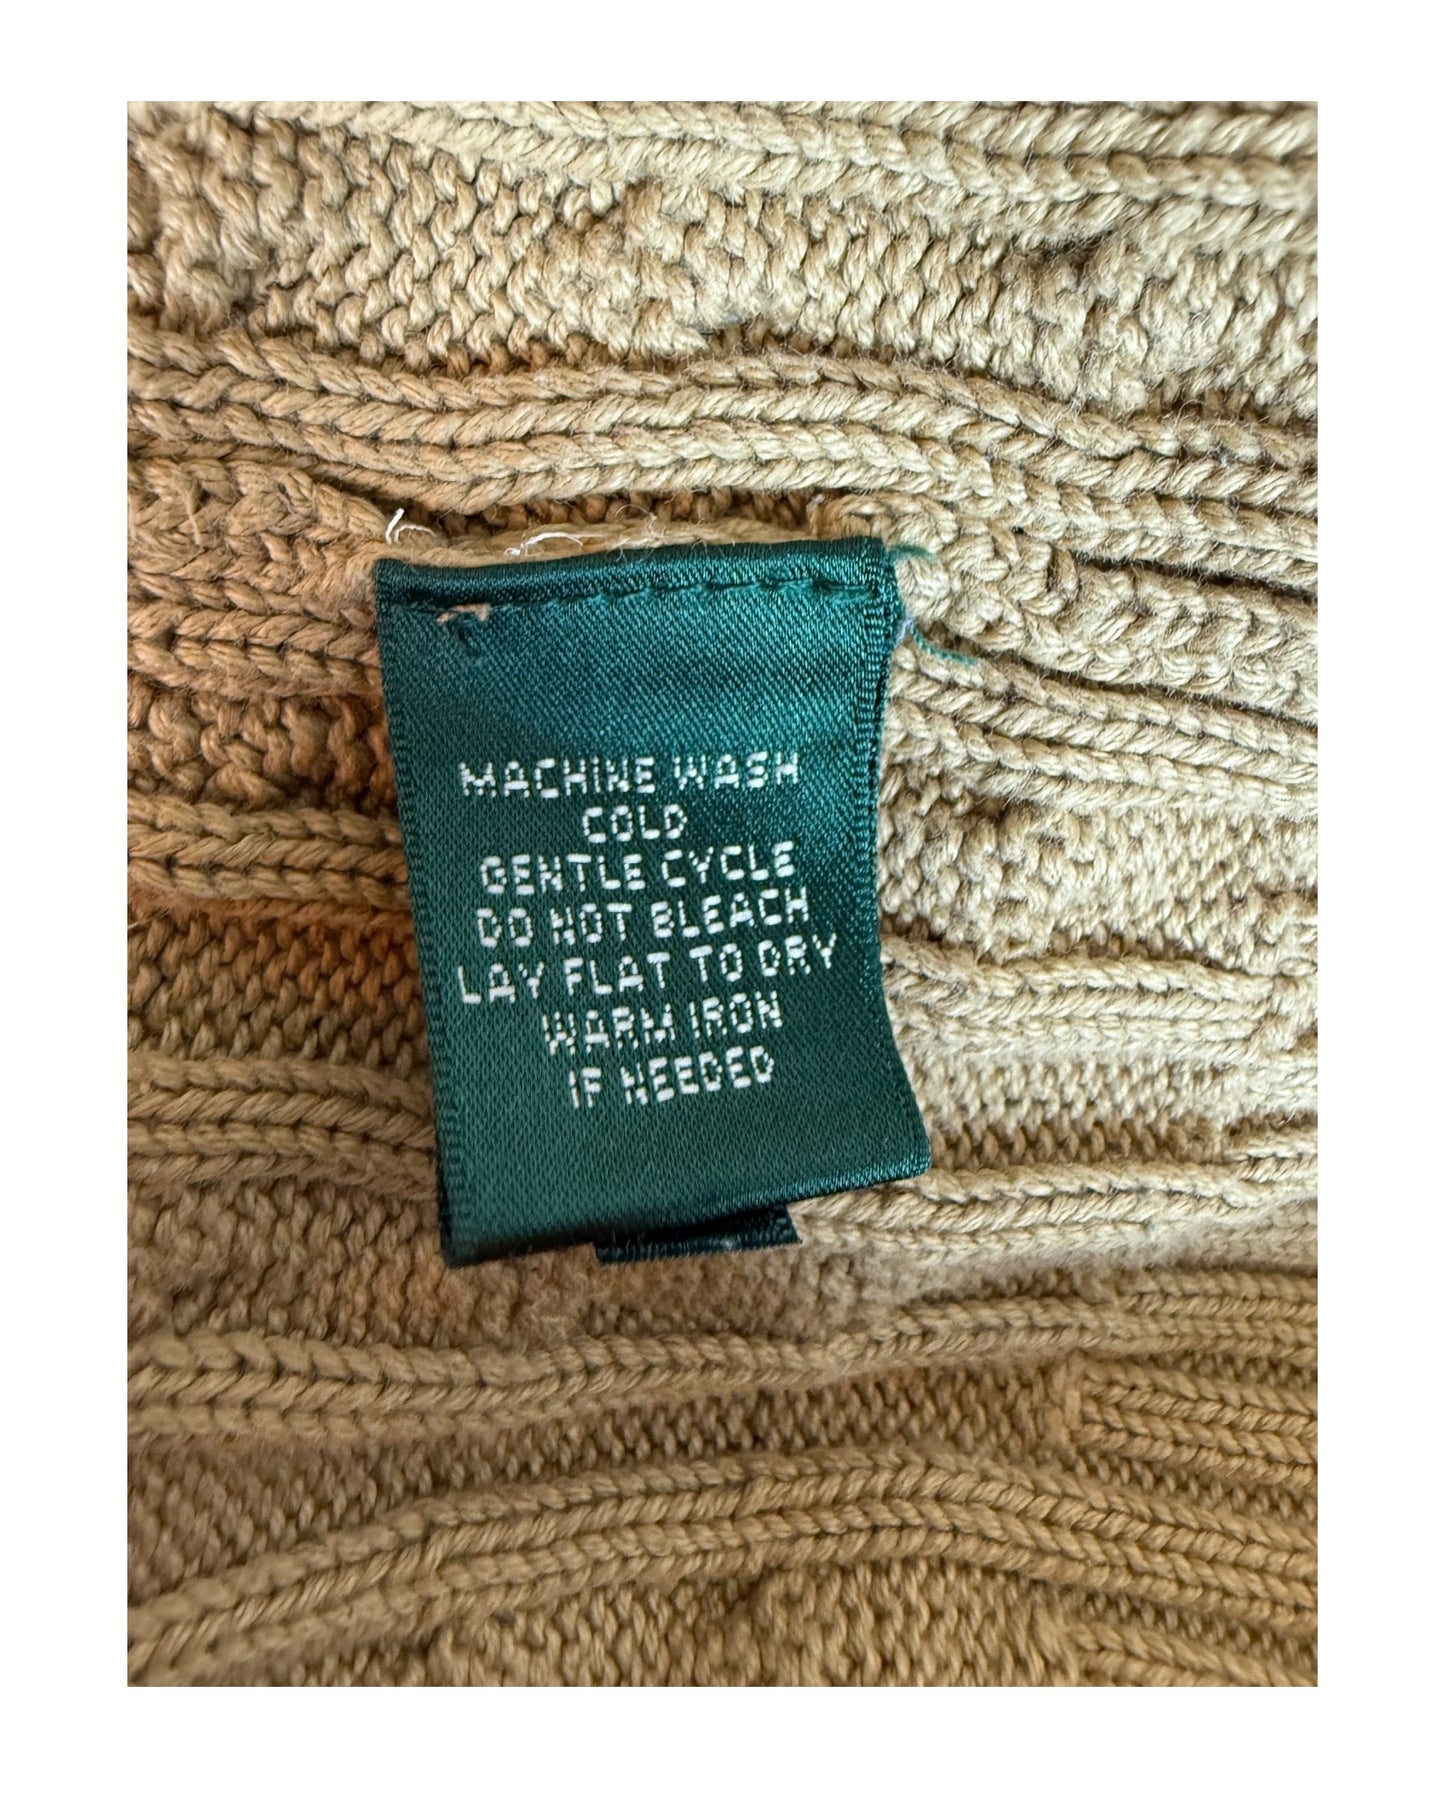 MACHINE WASH
COLD
GENTLE CYCLE
DO NOT BLEACH
LAY FLAT TO DRY
WARM IRON
IF NEEDED